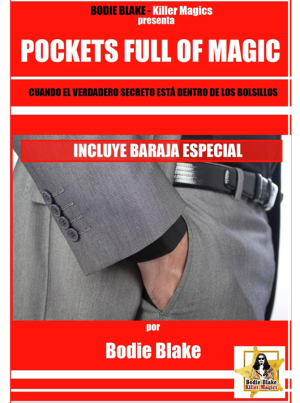 BODIE BLAKE - Killer Magics
presenta
POCKETS FULL OF MAGIC
CUANDO EL VERDADERO SECRETO ESTÁ DENTRO DE LOS BOLSILLOS
INCLUYE BARAJA ESPECIAL
por
Bodie Blake
Bodie Blake
Killer Magics